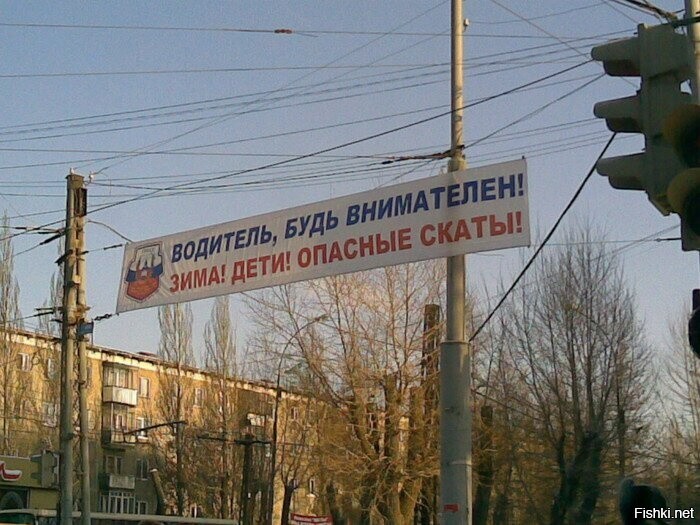 ВОДИТЕЛЬ, БУДЬ ВНИМАТЕЛЕН!
ЗИМА! ДЕТИ! ОПАСНЫЕ СКАТЫ!
Fishki.net